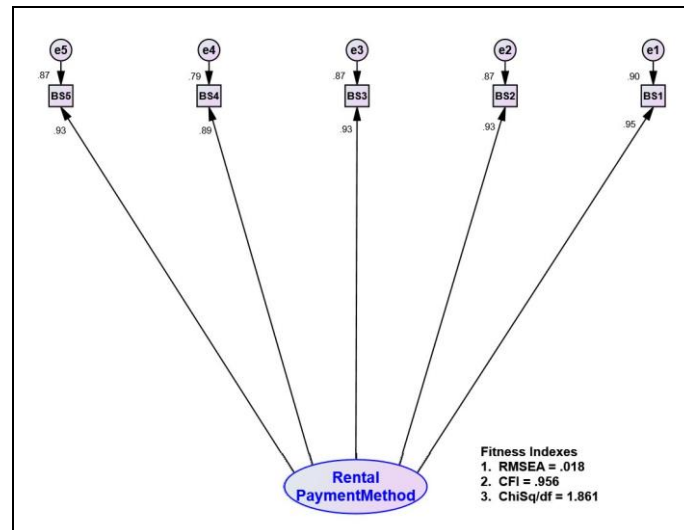 e5 e4 e3 e2 e1
.87 .79 .87 .87 .90
BS5 BS4 BS3 BS2 BS1
.93 .89 .93 .93 .95
Rental
PaymentMethod
Fitness Indexes
1. RMSEA = .018
2. CFI = .956
3. ChiSq/df = 1.861